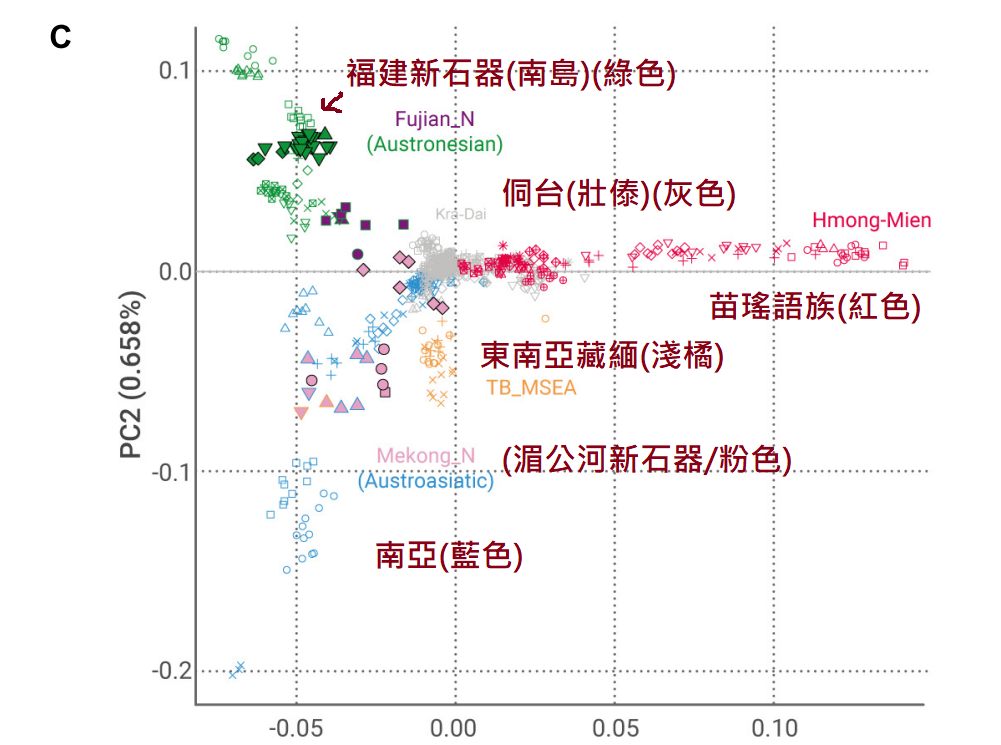 C
0.1
福建新石器(南島)(綠色)
Fujian_N
(Austronesian)
侗台(壯傣)(灰色)
Kra-Dai
Hmong-Mien
0.0
苗瑤語族(紅色)
PC2 (0.658%)
東南亞藏緬(淺橘)
TB_MSEA
Mekong_N
(湄公河新石器/粉色)
-0.1
(Austroasiatic)
南亞(藍色)
-0.2
-0.05
0.00
0.05
0.10